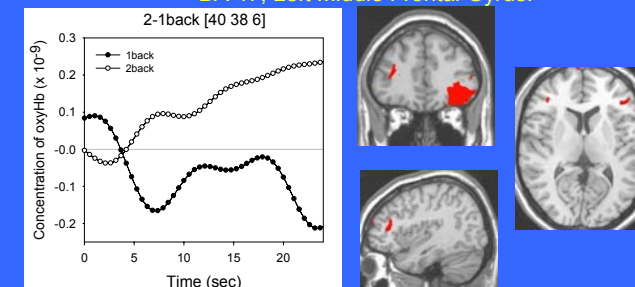 2-1back [40 38 6]
Concentration of oxyHb (x 10-9)
0.3
0.2
0.1
-0.0
-0.1
-0.2
1back
2back
0
5
10
15
20
Time (sec)